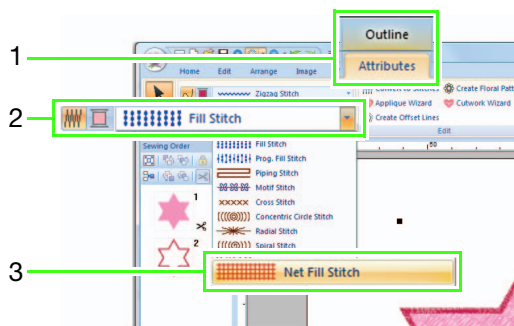 1
Outline
Attributes
Home Edit Arrange Image
Zigzag Stitch
Create Floral Patt
Applique Wizard Cutwork Wizard
Create Offset Lines
Edit
2
Fill Stitch
Sewing Order
Fill Stitch
Prog. Fill Stitch
Piping Stitch
Motif Stitch
Cross Stitch
Concentric Circle Stitch
Radial Stitch
Spiral Stitch
1
2
3
Net Fill Stitch